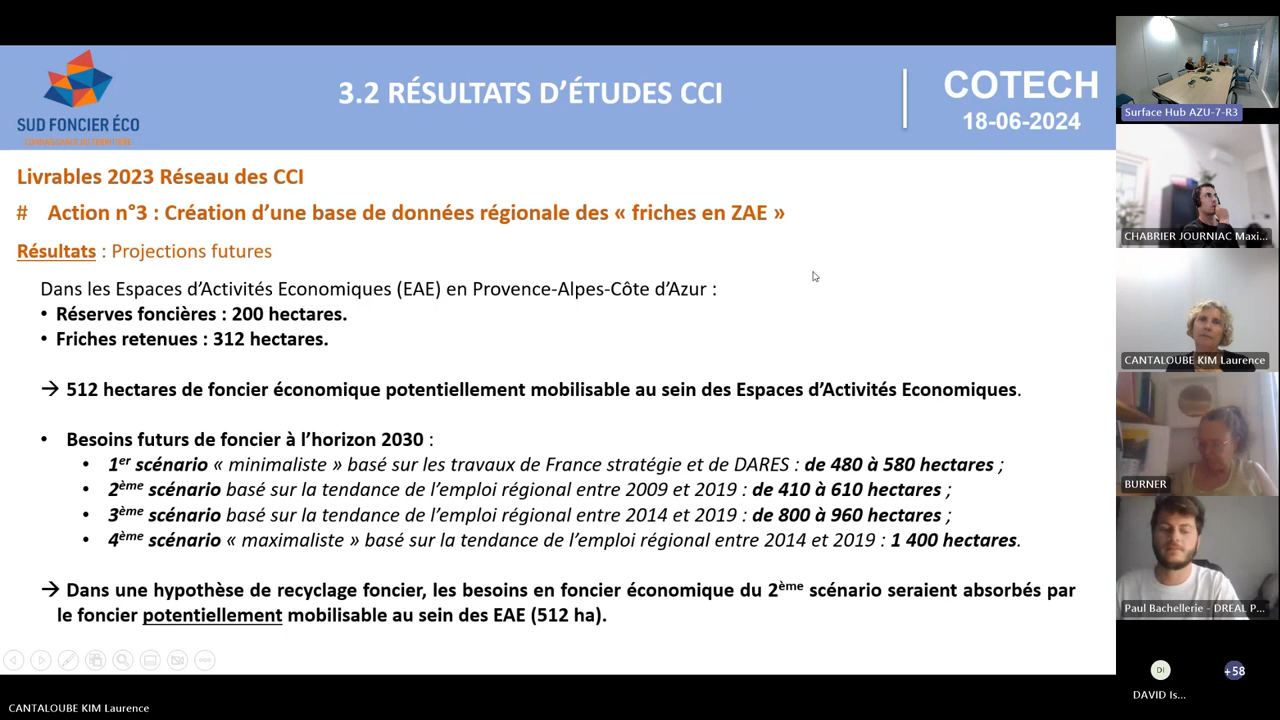 SUD FONCIER ÉCO
CONNAISSANCE DU TERRITOIRE
3.2 RÉSULTATS D'ÉTUDES CCI
COTECH
18-06-2024
Livrables 2023 Réseau des CCI
# Action n°3 : Création d'une base de données régionale des « friches en ZAE »
Résultats : Projections futures
Dans les Espaces d'Activités Economiques (EAE) en Provence-Alpes-Côte d'Azur :
• Réserves foncières : 200 hectares.
• Friches retenues : 312 hectares.
→ 512 hectares de foncier économique potentiellement mobilisable au sein des Espaces d'Activités Economiques.
• Besoins futurs de foncier à l'horizon 2030 :
• 1er scénario « minimaliste » basé sur les travaux de France stratégie et de DARES : de 480 à 580 hectares ;
• 2ème scénario basé sur la tendance de l'emploi régional entre 2009 et 2019 : de 410 à 610 hectares ;
• 3ème scénario basé sur la tendance de l'emploi régional entre 2014 et 2019 : de 800 à 960 hectares ;
• 4ème scénario « maximaliste » basé sur la tendance de l'emploi régional entre 2014 et 2019 : 1 400 hectares.
→ Dans une hypothèse de recyclage foncier, les besoins en foncier économique du 2ème scénario seraient absorbés par
le foncier potentiellement mobilisable au sein des EAE (512 ha).
Surface Hub AZU-7-R3
CHABRIER JOURNIAC Maxi...
CANTALOUBE KIM Laurence
BURNER
Paul Bachellerie - DREAL P...
DI
+58
DAVID Is...
CANTALOUBE KIM Laurence